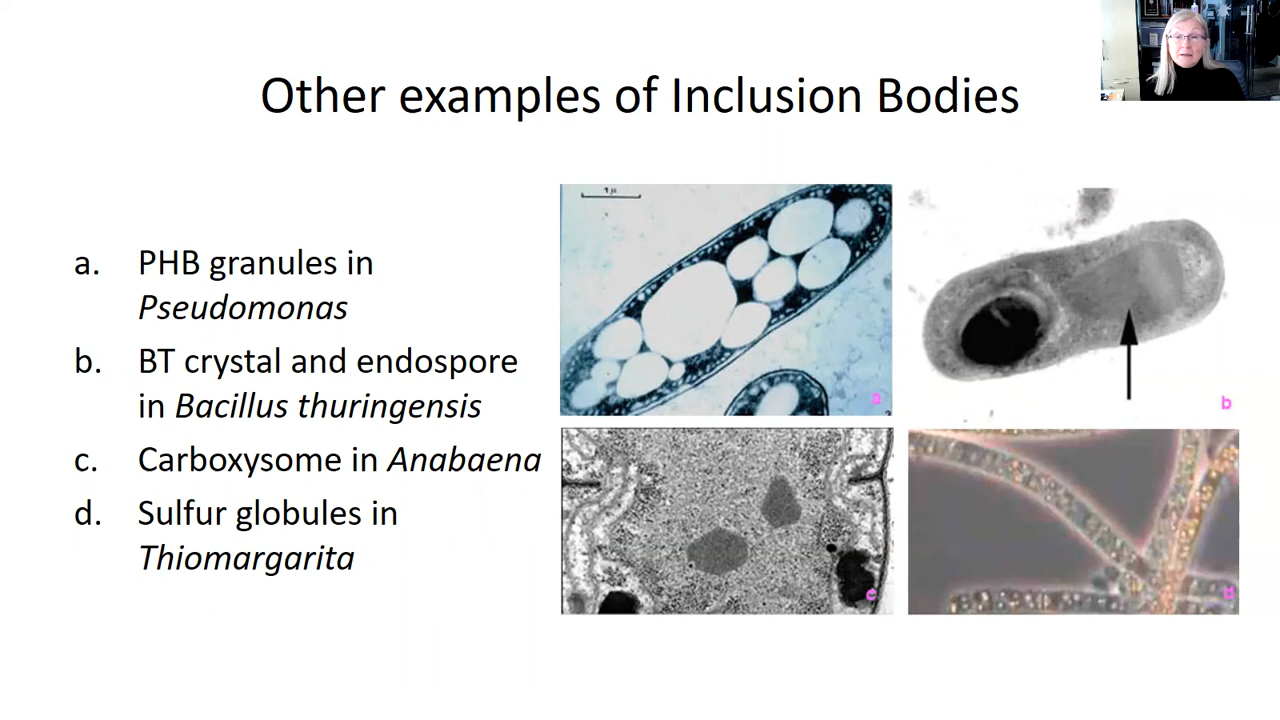 Other examples of Inclusion Bodies
a. PHB granules in
Pseudomonas
b. BT crystal and endospore
in Bacillus thuringensis
c. Carboxysome in Anabaena
d. Sulfur globules in
Thiomargarita
a
b
c
d